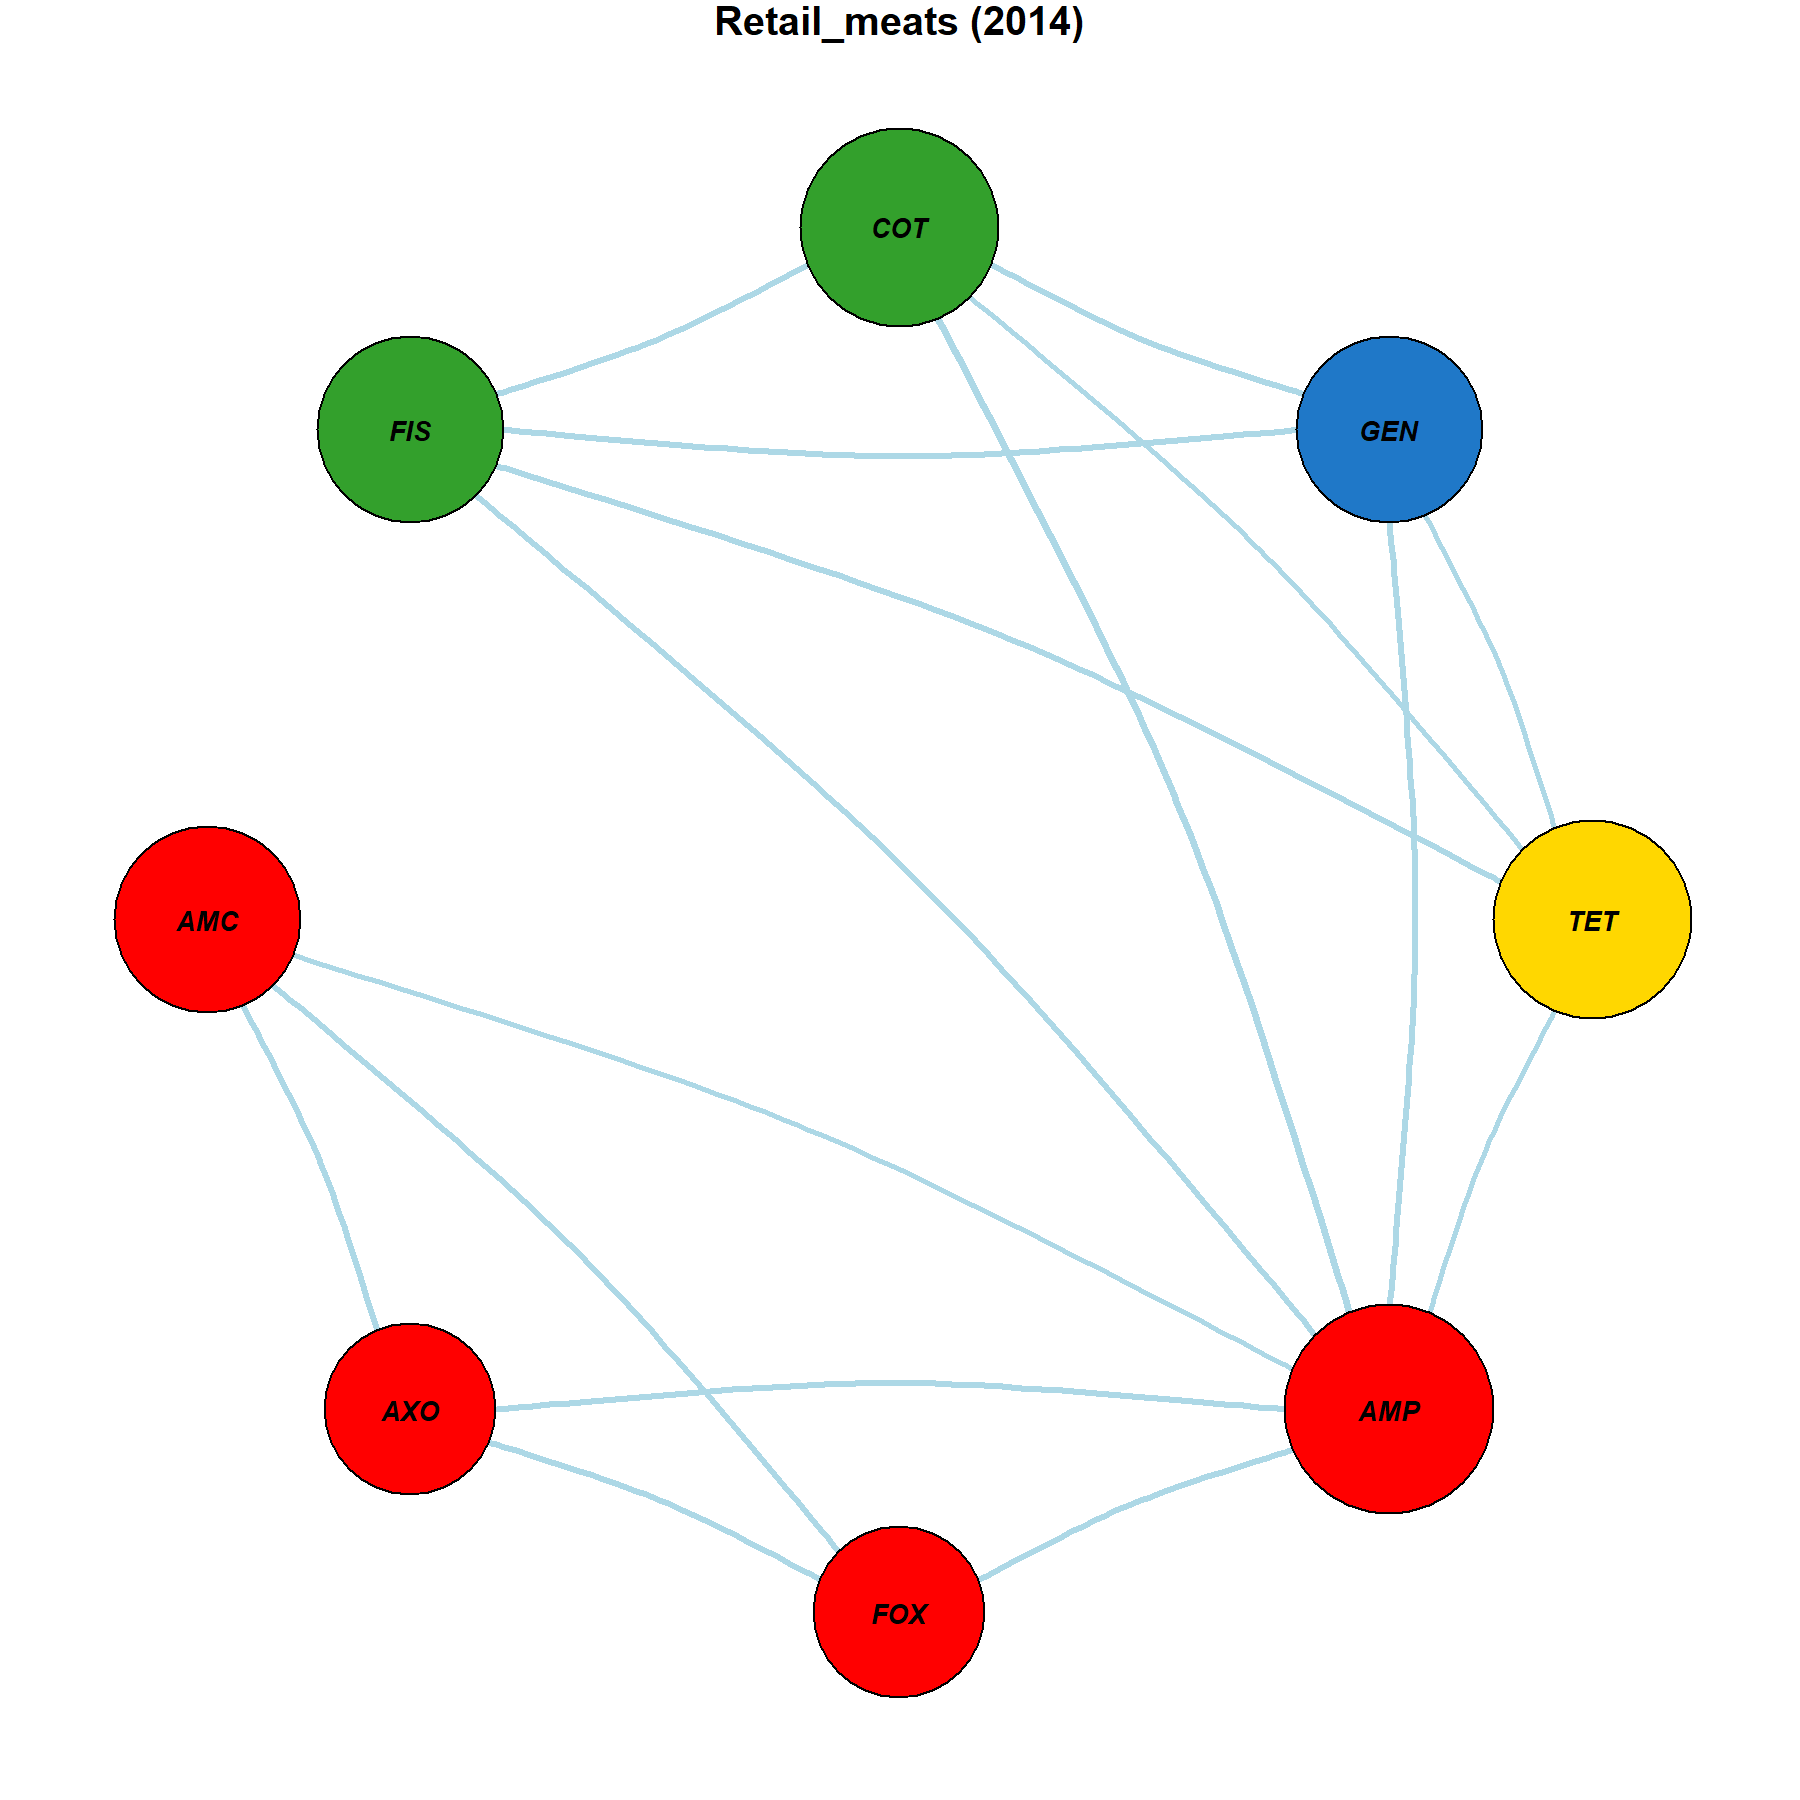 Retail_meats (2014)
COT
FIS
GEN
AMC
TET
AXO
AMP
FOX